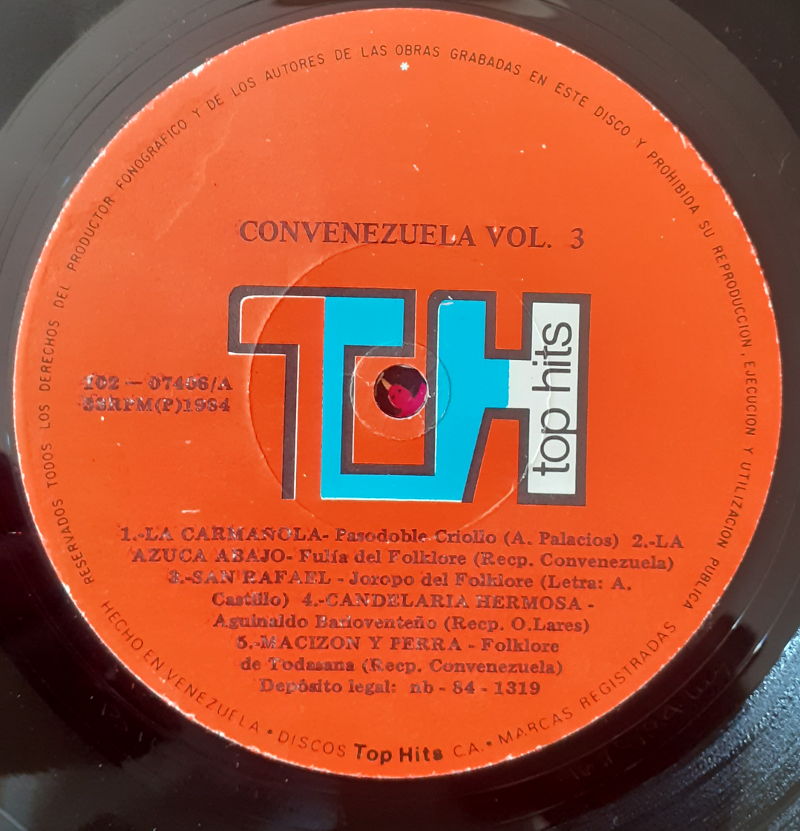 RESERVADOS TODOS LOS DERECHOS DEL PRODUCTOR FONOGRAFICO Y DE LOS AUTORES DE LAS OBRAS GRABADAS EN ESTE DISCO Y PROHIBIDA SU REPRODUCCION, EJECUCION Y UTILIZACION PUBLICA
CONVENEZUELA VOL. 3
TH
top hits
102 - 07406/A
33RPM(P)1984
1.-LA CARMAÑOLA- Pasodoble Criollo (A. Palacios) 2.-LA
AZUCA ABAJO- Fulía del Folklore (Recp. Convenezuela)
3.-SAN RAFAEL - Joropo del Folklore (Letra: A.
Castillo) 4.-CANDELARIA HERMOSA -
Aguinaldo Barloventeño (Recp. O.Lares)
5.-MACIZON Y PERRA - Folklore
de Todasana (Recp. Convenezuela)
Depósito legal: nb - 84 - 1319
HECHO EN VENEZUELA • DISCOS Top Hits C.A. • MARCAS REGISTRADAS